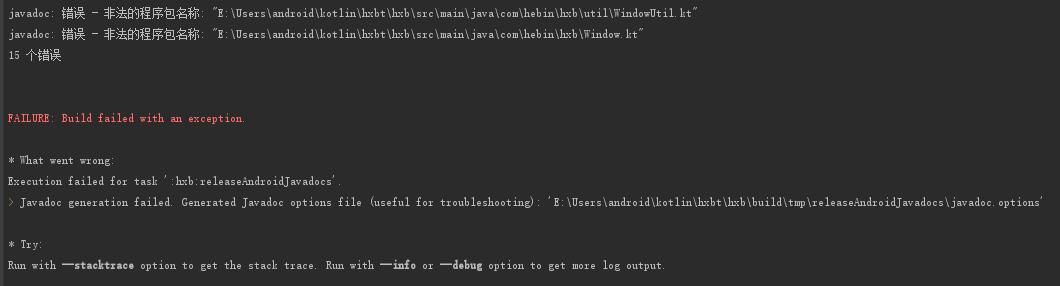 javadoc: 错误 - 非法的程序包名称: "E:\Users\android\kotlin\hxbt\hxb\src\main\java\com\hebin\hxb\util\WindowUtil.kt"
javadoc: 错误 - 非法的程序包名称: "E:\Users\android\kotlin\hxbt\hxb\src\main\java\com\hebin\hxb\Window.kt"
15 个错误
FAILURE: Build failed with an exception.
* What went wrong:
Execution failed for task ':hxb:releaseAndroidJavadocs'.
> Javadoc generation failed. Generated Javadoc options file (useful for troubleshooting): 'E:\Users\android\kotlin\hxbt\hxb\build\tmp\releaseAndroidJavadocs\javadoc.options'
* Try:
Run with --stacktrace option to get the stack trace. Run with --info or --debug option to get more log output.